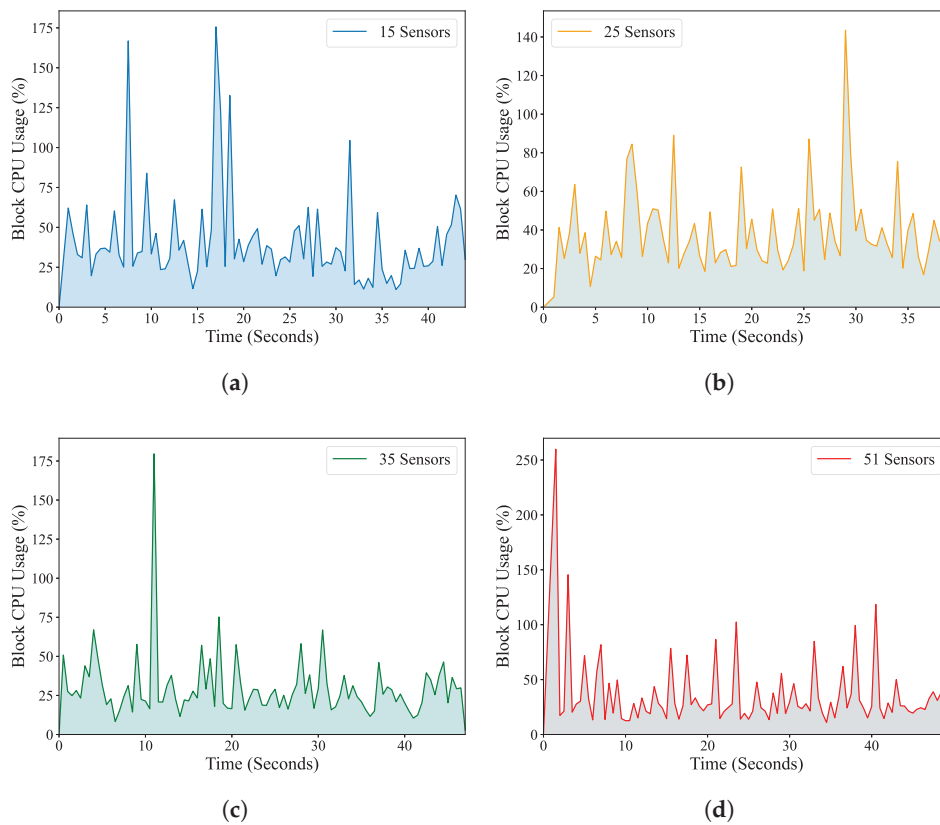 15 Sensors
Block CPU Usage (%)
175
150
125
100
75
50
25
0
0 5 10 15 20 25 30 35 40
Time (Seconds)
(a)
25 Sensors
Block CPU Usage (%)
140
120
100
80
60
40
20
0
0 5 10 15 20 25 30 35
Time (Seconds)
(b)
35 Sensors
Block CPU Usage (%)
175
150
125
100
75
50
25
0
0 10 20 30 40
Time (Seconds)
(c)
51 Sensors
Block CPU Usage (%)
250
200
150
100
50
0
0 10 20 30 40
Time (Seconds)
(d)